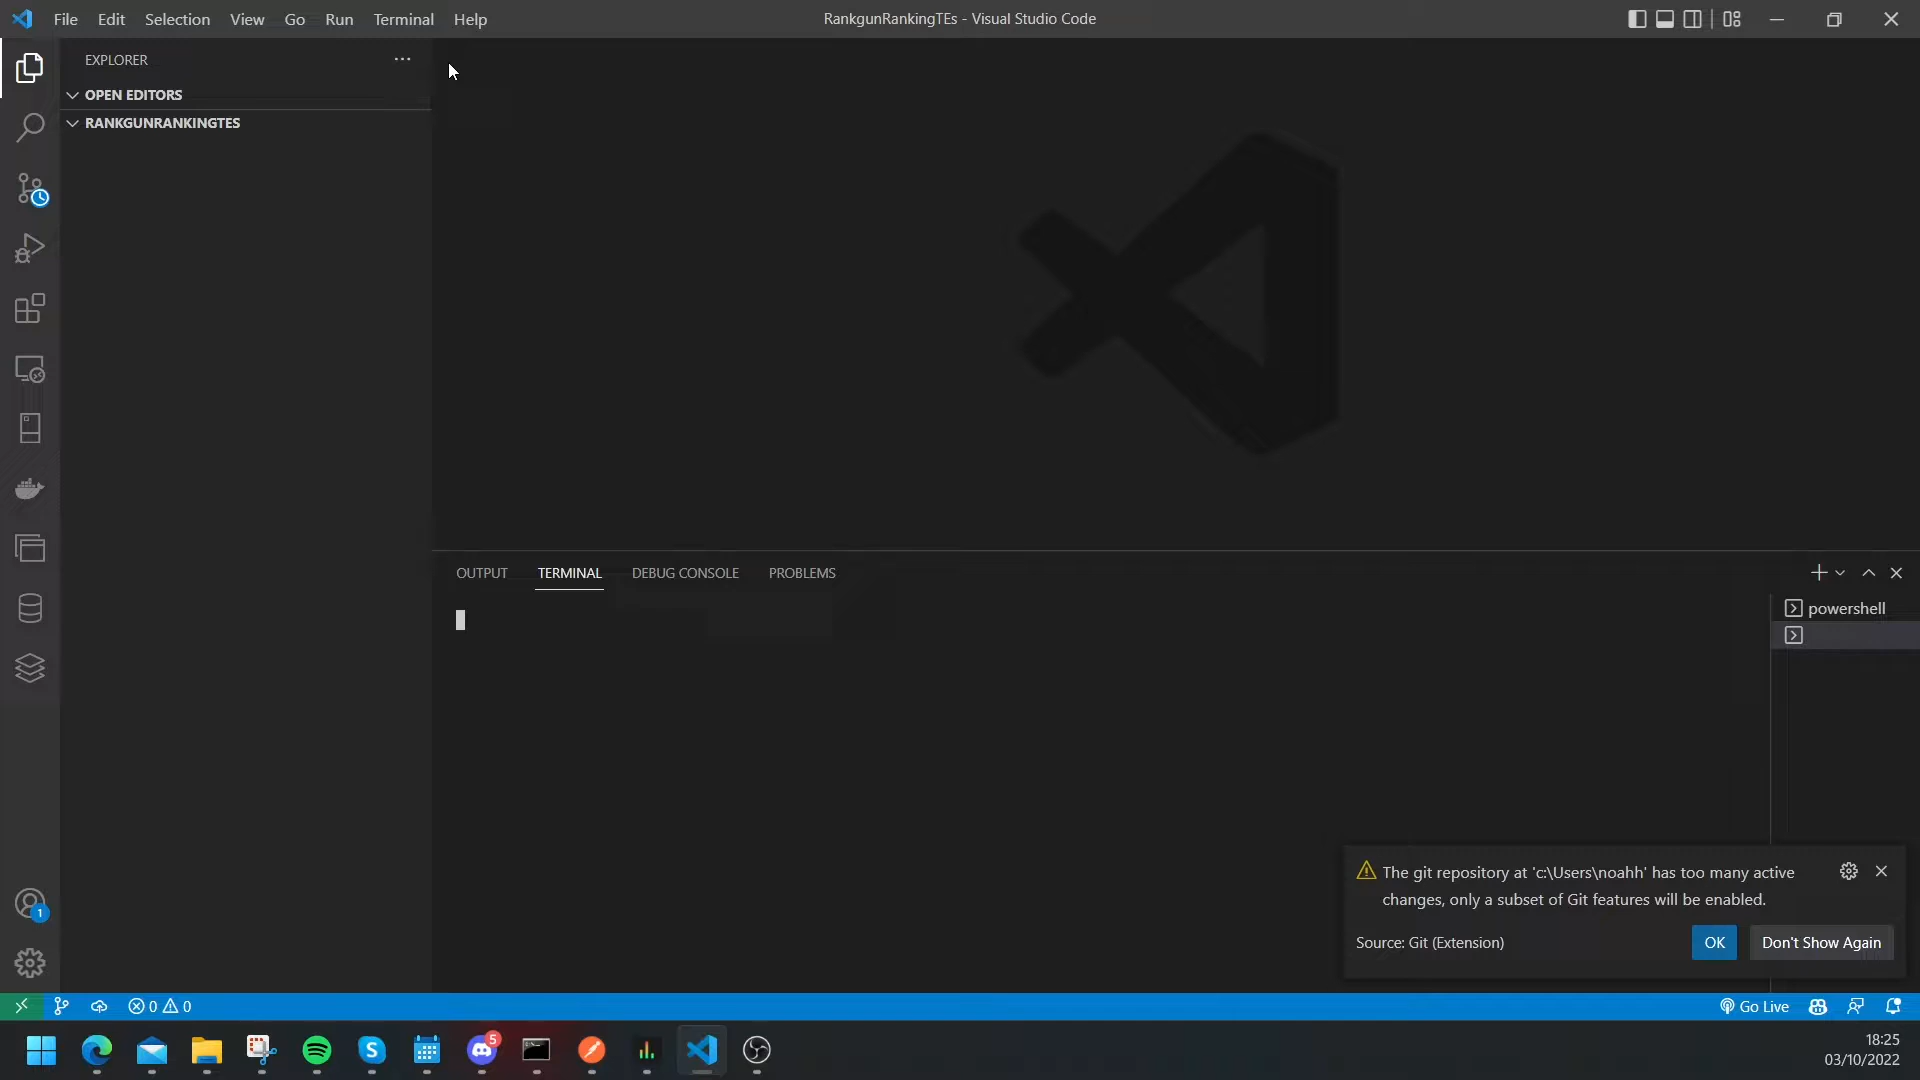 File Edit Selection View Go Run Terminal Help
RankgunRankingTEs - Visual Studio Code
EXPLORER
OPEN EDITORS
RANKGUNRANKINGTES
OUTPUT TERMINAL DEBUG CONSOLE PROBLEMS
powershell
The git repository at 'c:\Users\noahh' has too many active
changes, only a subset of Git features will be enabled.
Source: Git (Extension)
OK
Don't Show Again
1
0 0
Go Live
5
18:25
03/10/2022